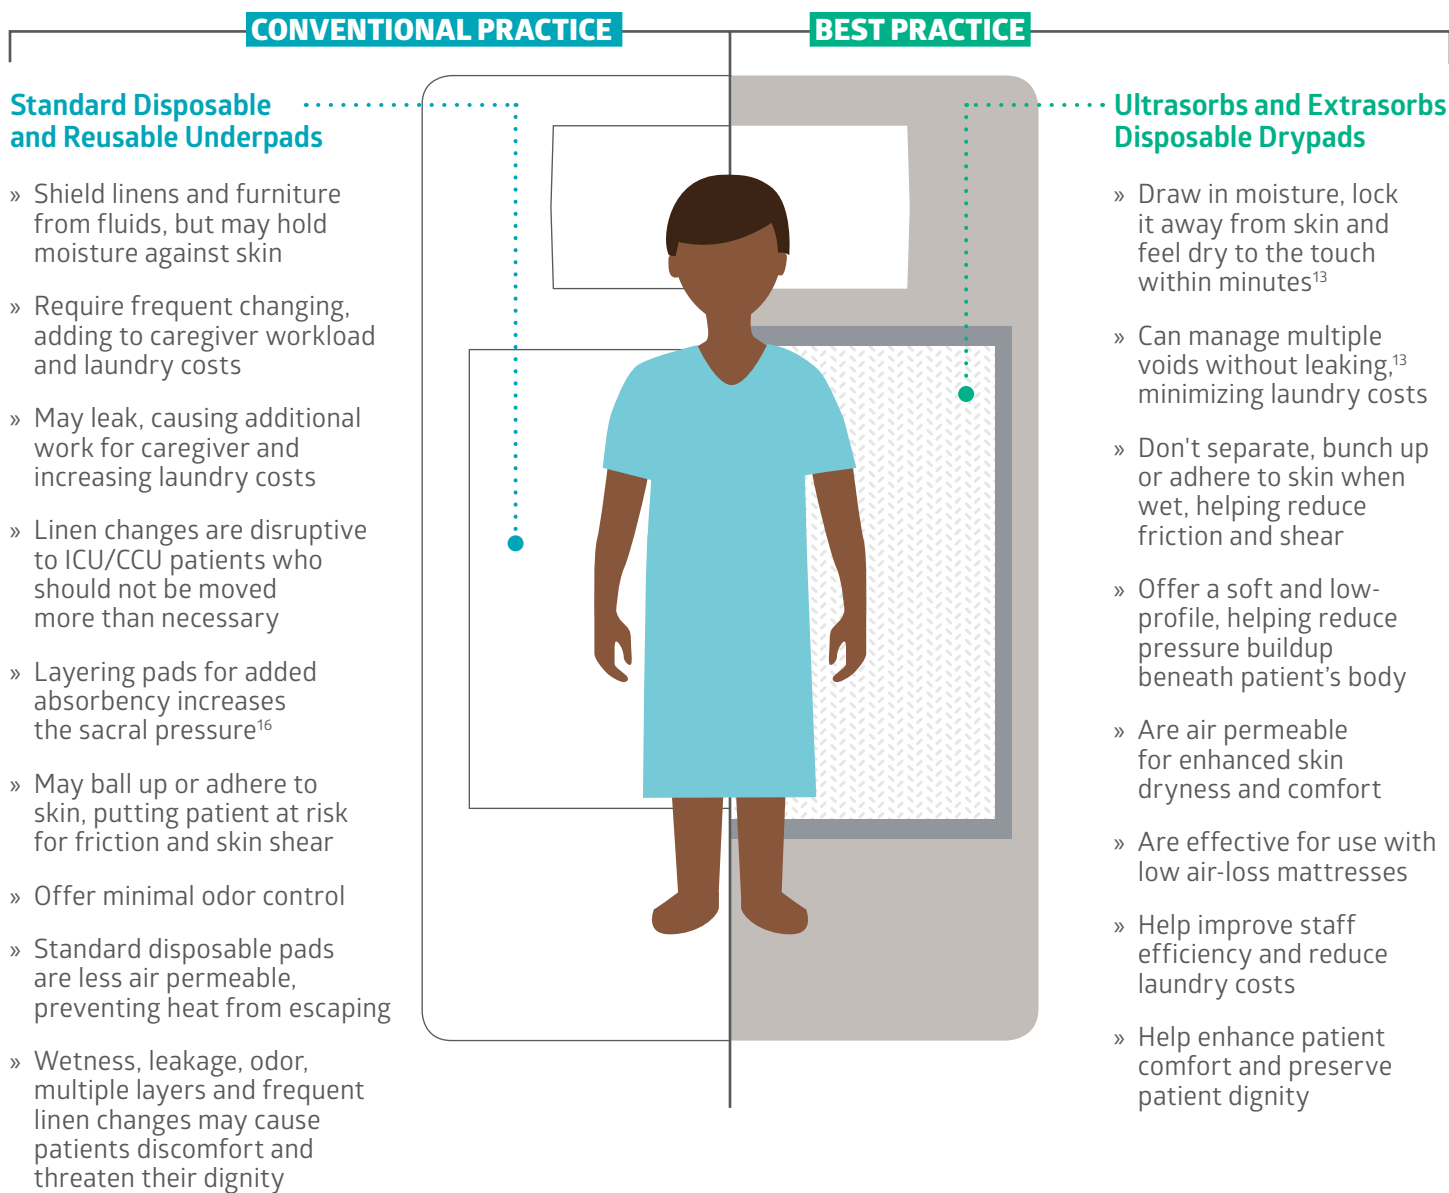 CONVENTIONAL PRACTICE
BEST PRACTICE
Standard Disposable
and Reusable Underpads
» Shield linens and furniture
from fluids, but may hold
moisture against skin
» Require frequent changing,
adding to caregiver workload
and laundry costs
» May leak, causing additional
work for caregiver and
increasing laundry costs
» Linen changes are disruptive
to ICU/CCU patients who
should not be moved
more than necessary
» Layering pads for added
absorbency increases
the sacral pressure¹⁶
» May ball up or adhere to
skin, putting patient at risk
for friction and skin shear
» Offer minimal odor control
» Standard disposable pads
are less air permeable,
preventing heat from escaping
» Wetness, leakage, odor,
multiple layers and frequent
linen changes may cause
patients discomfort and
threaten their dignity
Ultrasorbs and Extrasorbs
Disposable Drypads
» Draw in moisture, lock
it away from skin and
feel dry to the touch
within minutes¹³
» Can manage multiple
voids without leaking,¹³
minimizing laundry costs
» Don't separate, bunch up
or adhere to skin when
wet, helping reduce
friction and shear
» Offer a soft and low-
profile, helping reduce
pressure buildup
beneath patient’s body
» Are air permeable
for enhanced skin
dryness and comfort
» Are effective for use with
low air-loss mattresses
» Help improve staff
efficiency and reduce
laundry costs
» Help enhance patient
comfort and preserve
patient dignity